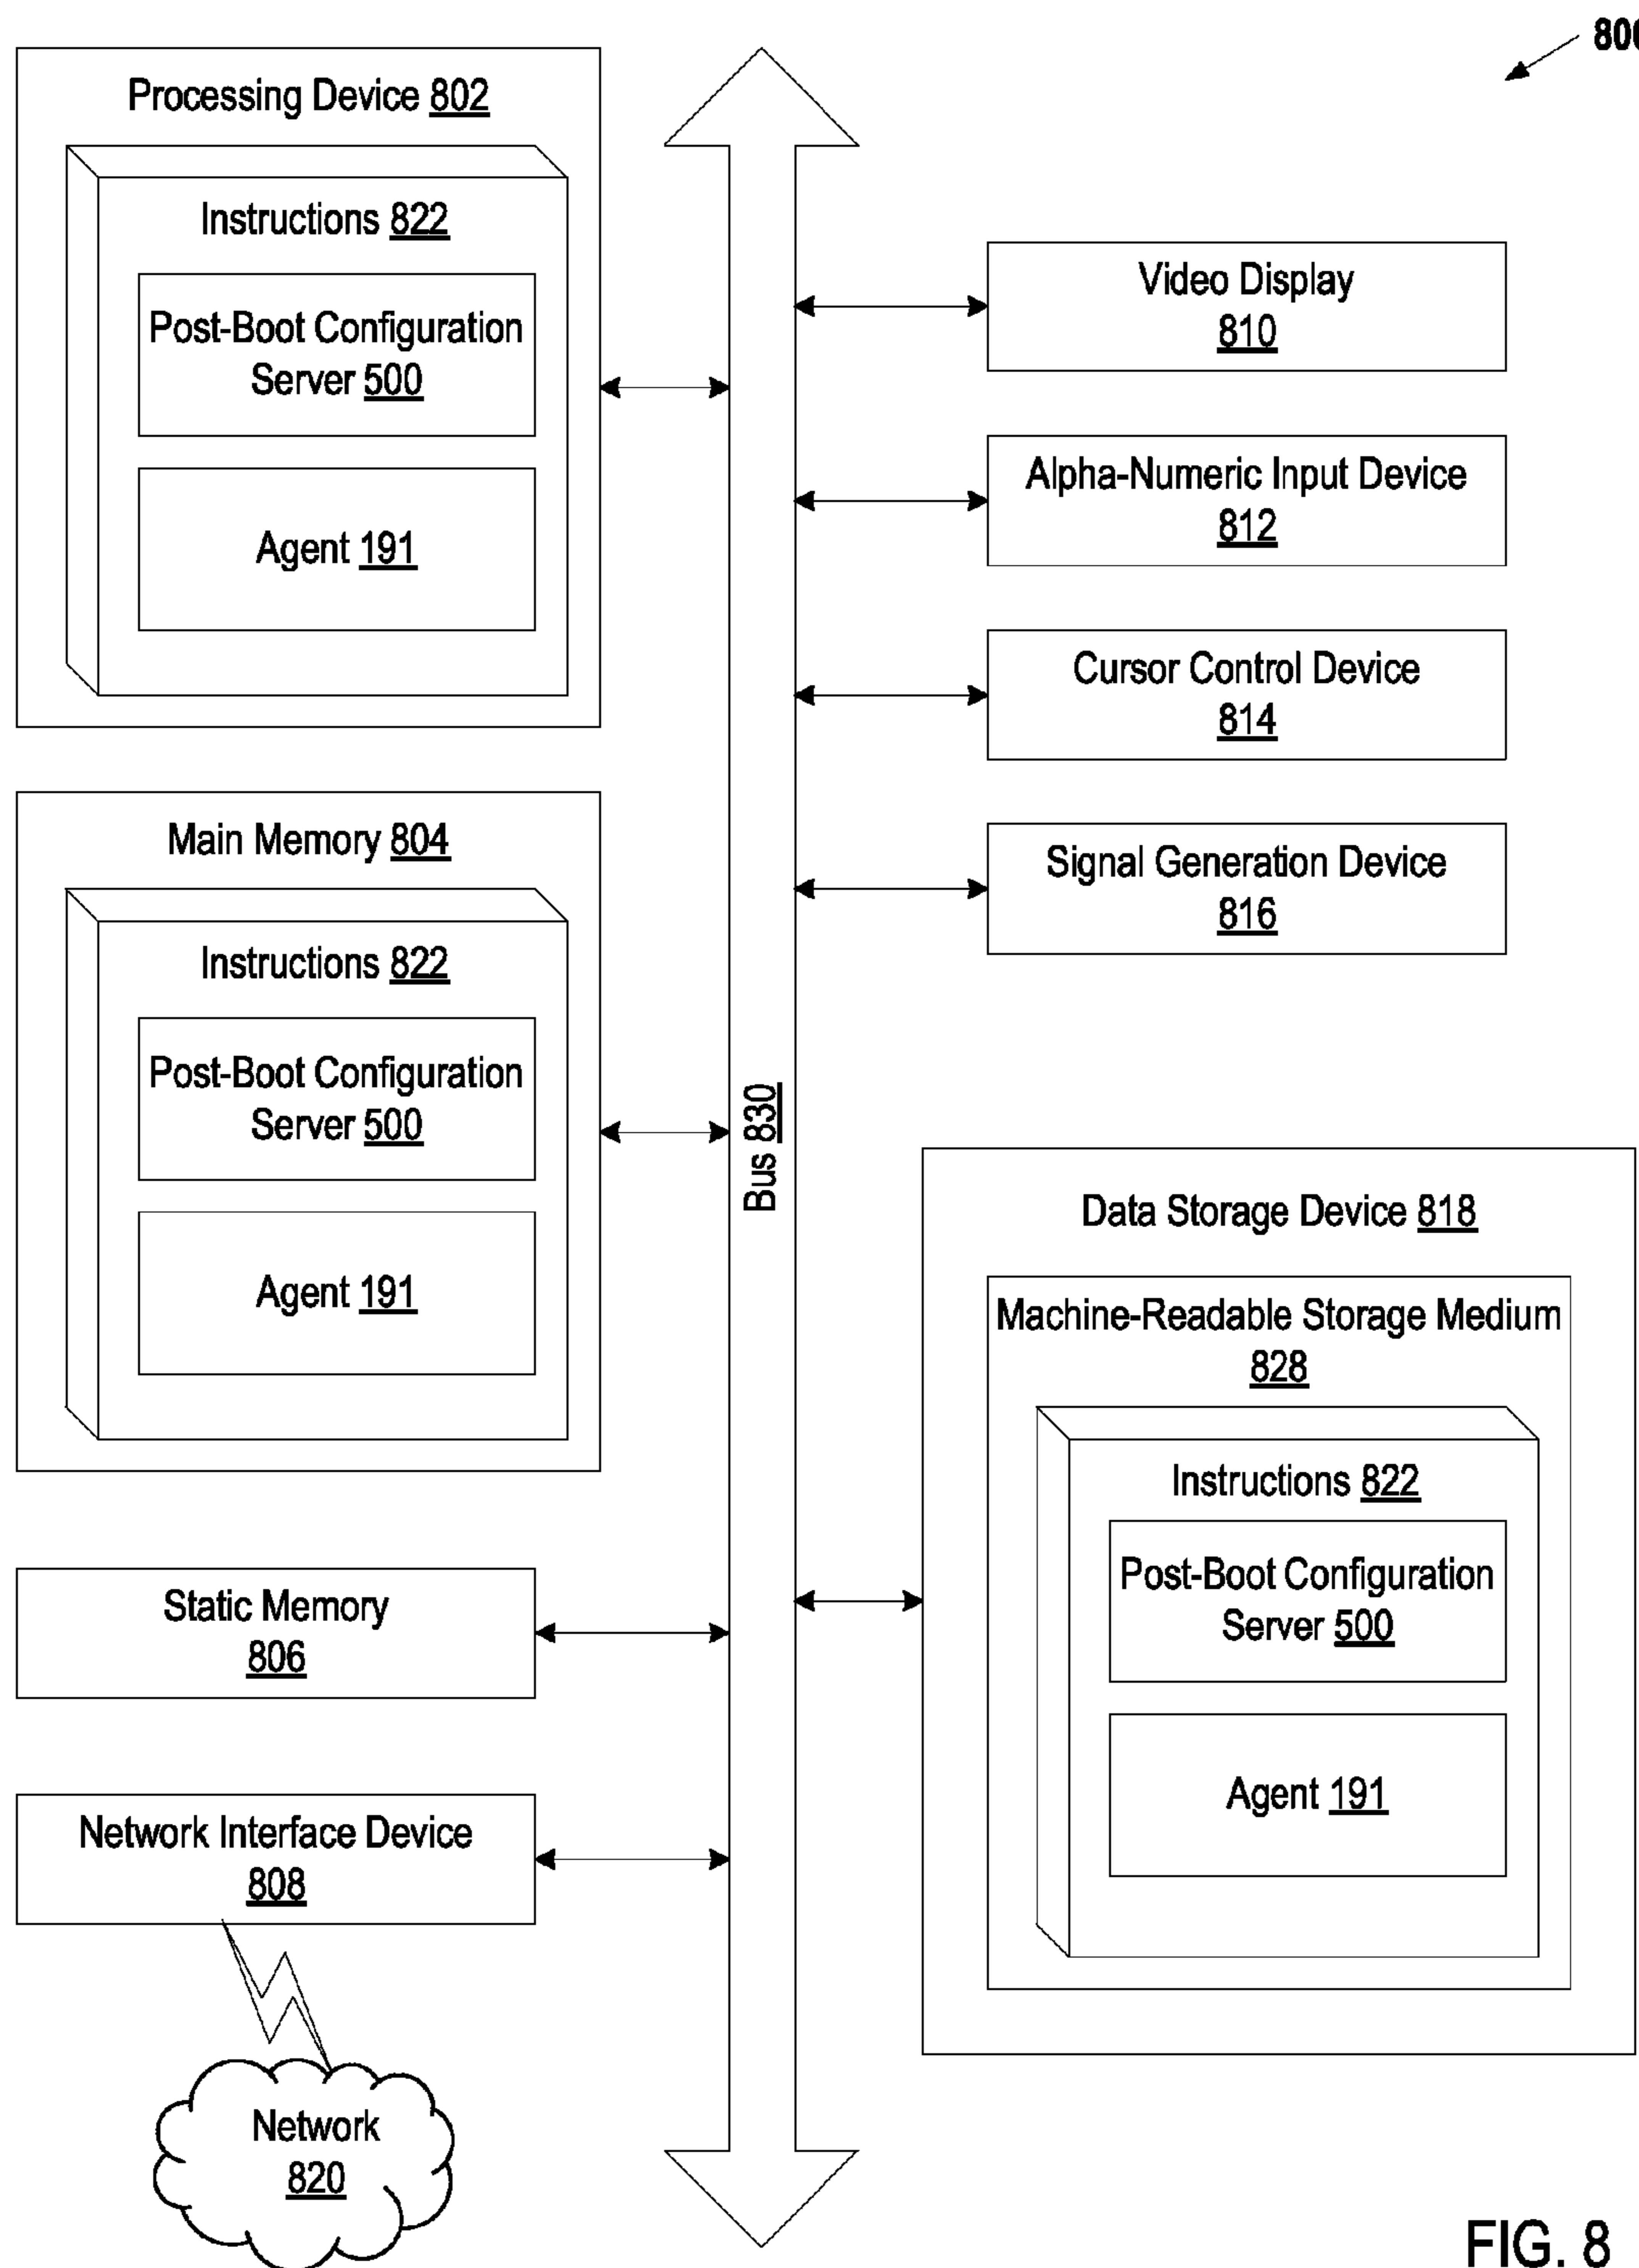 800
Processing Device 802
Instructions 822
Post-Boot Configuration
Server 500
Agent 191
Main Memory 804
Instructions 822
Post-Boot Configuration
Server 500
Agent 191
Static Memory
806
Network Interface Device
808
Network
820
Bus 830
Video Display
810
Alpha-Numeric Input Device
812
Cursor Control Device
814
Signal Generation Device
816
Data Storage Device 818
Machine-Readable Storage Medium
828
Instructions 822
Post-Boot Configuration
Server 500
Agent 191
FIG. 8